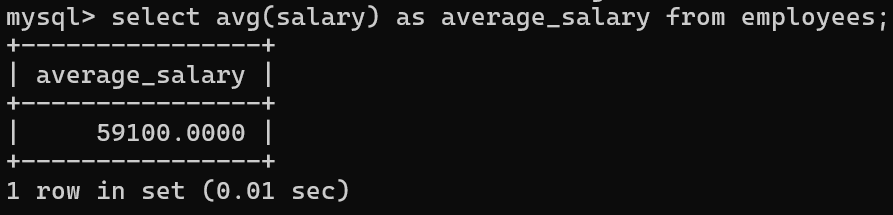 mysql> select avg(salary) as average_salary from employees;
+----------------+
| average_salary |
+----------------+
|     59100.0000 |
+----------------+
1 row in set (0.01 sec)